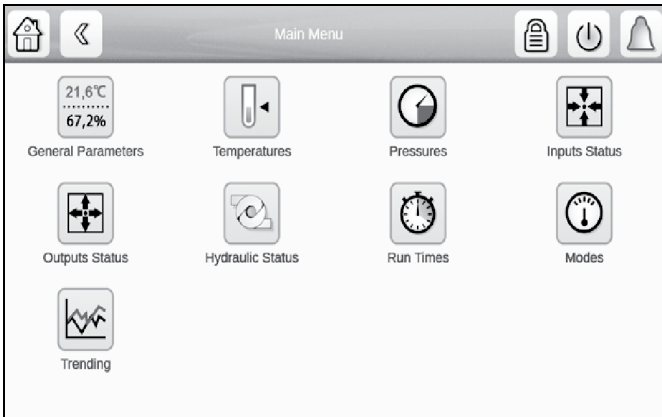 Main Menu
21,6°C
67,2%
General Parameters
Temperatures
Pressures
Inputs Status
Outputs Status
Hydraulic Status
Run Times
Modes
Trending